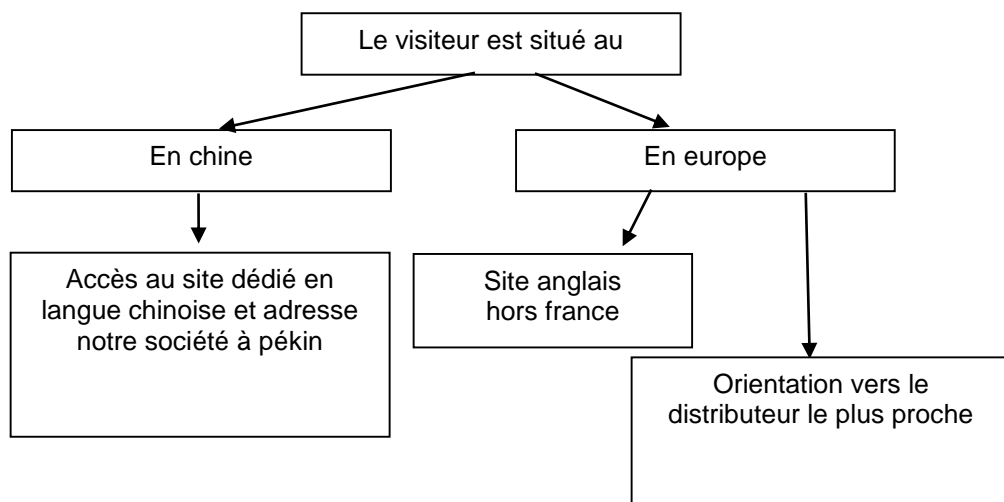 Le visiteur est situé au
En chine
En europe
Accès au site dédié en
langue chinoise et adresse
notre société à pékin
Site anglais
hors france
Orientation vers le
distributeur le plus proche